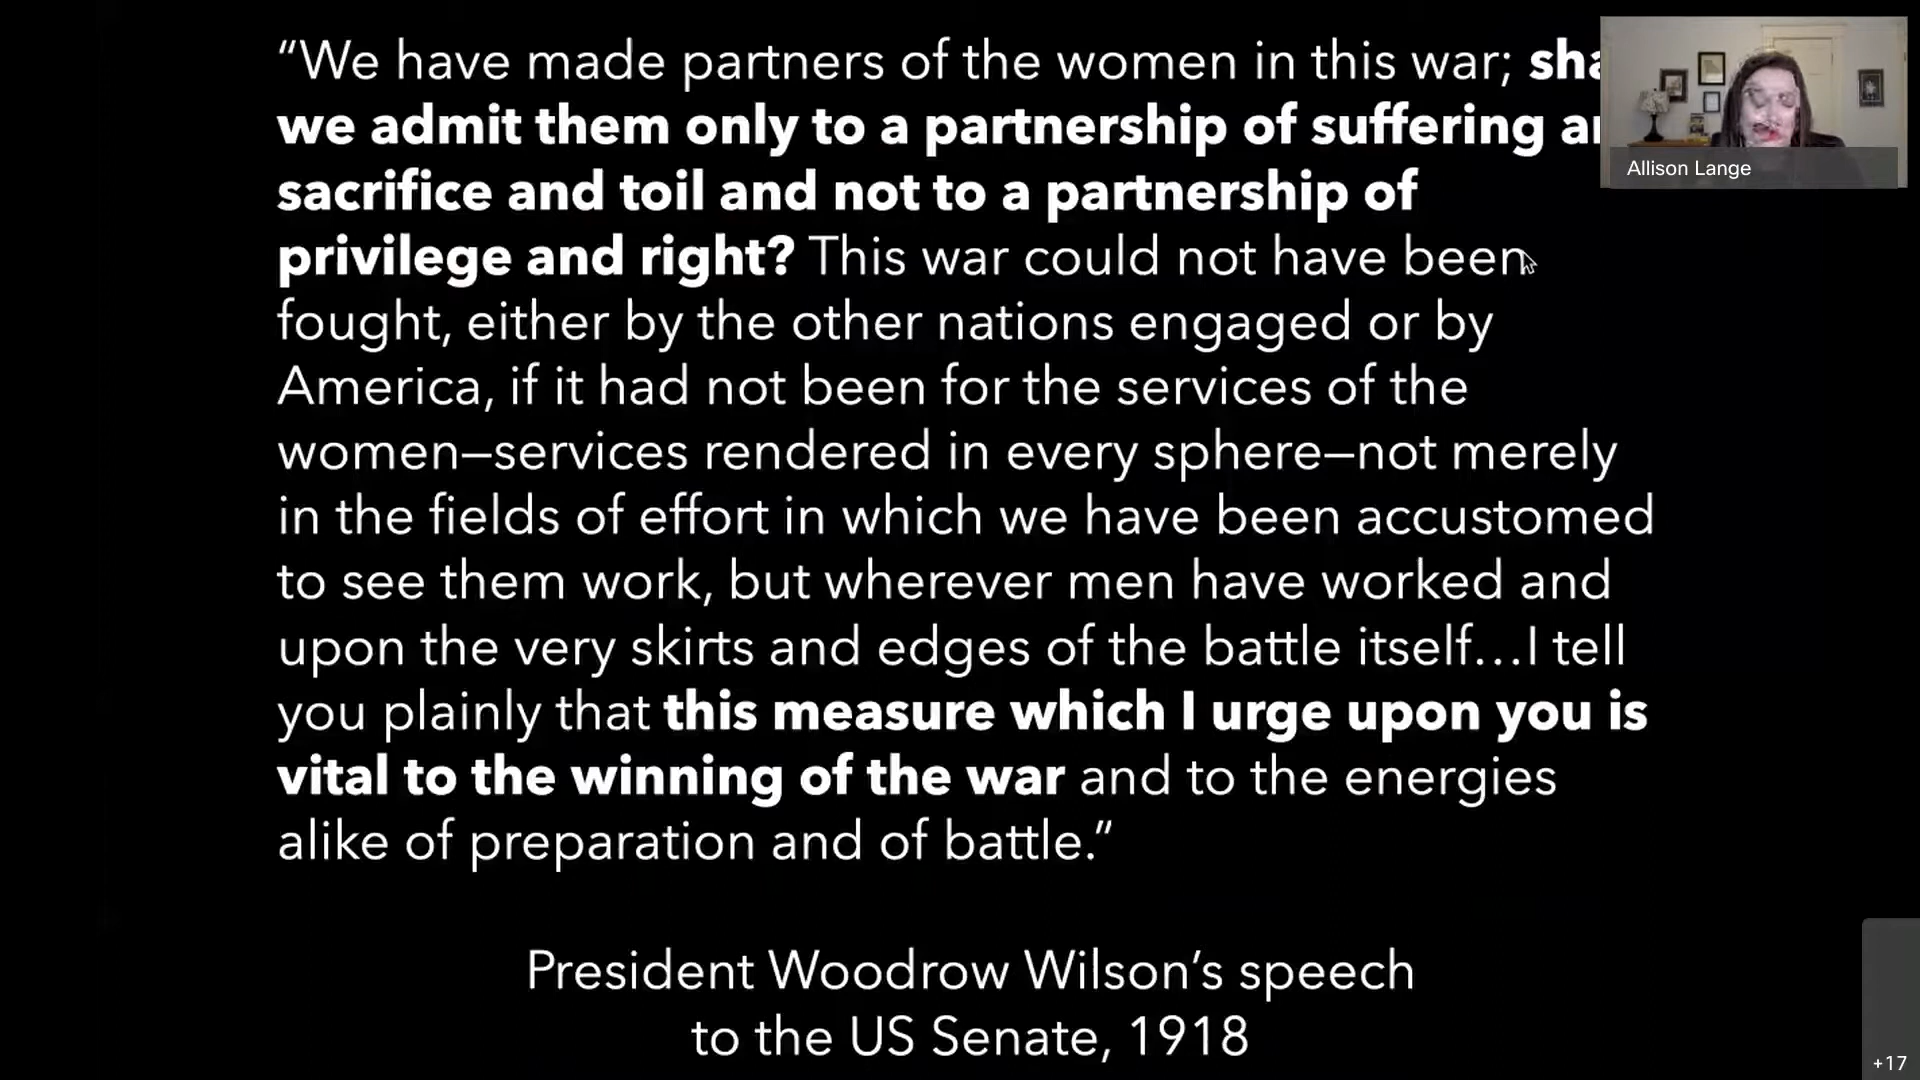 “We have made partners of the women in this war; sha
we admit them only to a partnership of suffering an
sacrifice and toil and not to a partnership of
privilege and right? This war could not have been
fought, either by the other nations engaged or by
America, if it had not been for the services of the
women—services rendered in every sphere—not merely
in the fields of effort in which we have been accustomed
to see them work, but wherever men have worked and
upon the very skirts and edges of the battle itself…I tell
you plainly that this measure which I urge upon you is
vital to the winning of the war and to the energies
alike of preparation and of battle.”
President Woodrow Wilson’s speech
to the US Senate, 1918
Allison Lange
+17